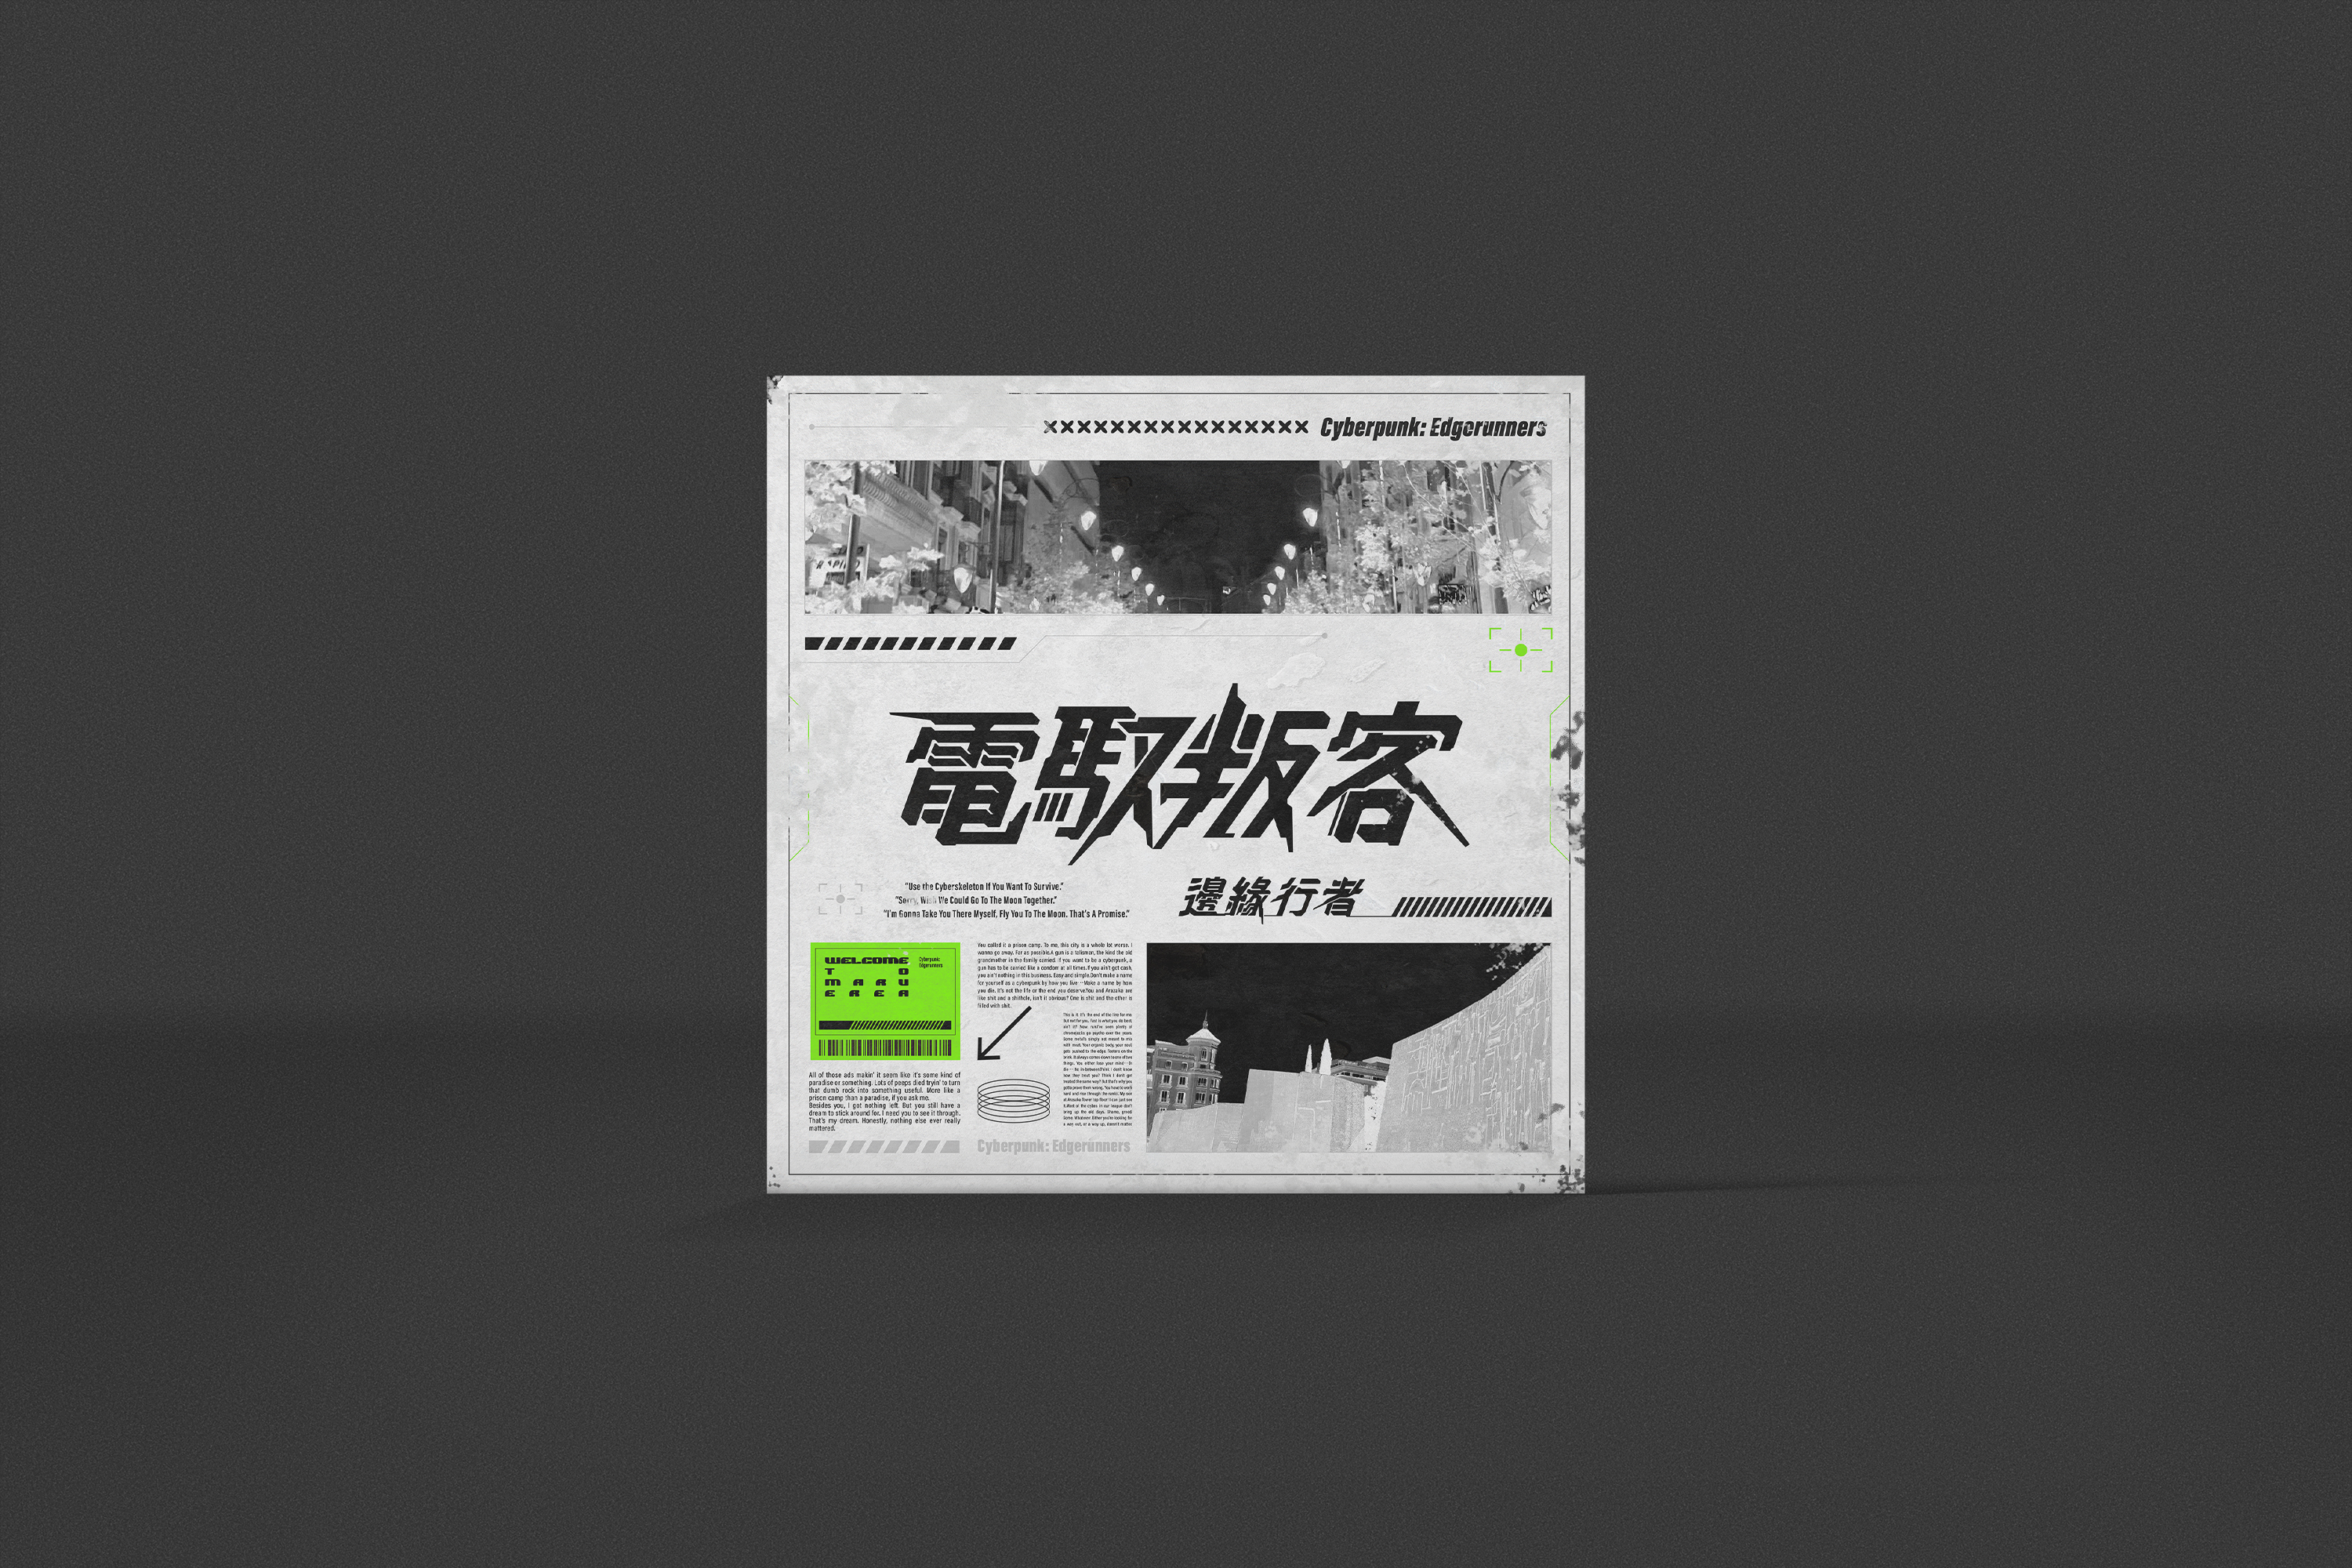 Cyberpunk: Edgerunners
RAPID
電馭叛客
"Use the Cyberskeleton If You Want To Survive."
"Sorry, Wish We Could Go To The Moon Together."
"I'm Gonna Take You There Myself, Fly You To The Moon. That's A Promise."
邊緣行者
WELCOME
T O
M A R U
E R E A
Cyberpunk:
Edgerunners
All of those ads makin' it seem like it's some kind of
paradise or something. Lots of peeps died tryin' to turn
that dumb rock into something useful. More like a
prison camp than a paradise, if you ask me.
Besides you, I got nothing left. But you still have a
dream to stick around for. I need you to see it through.
That's my dream. Honestly, nothing else ever really
mattered.
You called it a prison camp. To me, this city is a whole lot worse. I
wanna go away. Far as possible.A gun is a talisman, the kind the old
grandmother in the family carried. If you want to be a cyberpunk, a
gun has to be carried like a condom at all times.If you ain't got cash,
you ain't nothing in this business. Easy and simple.Don't make a name
for yourself as a cyberpunk by how you live --Make a name by how
you die. It's not the life or the end you deserve.You and Arasaka are
like shit and a shithole, isn't it obvious? One is shit and the other is
filled with shit.
Cyberpunk: Edgerunners